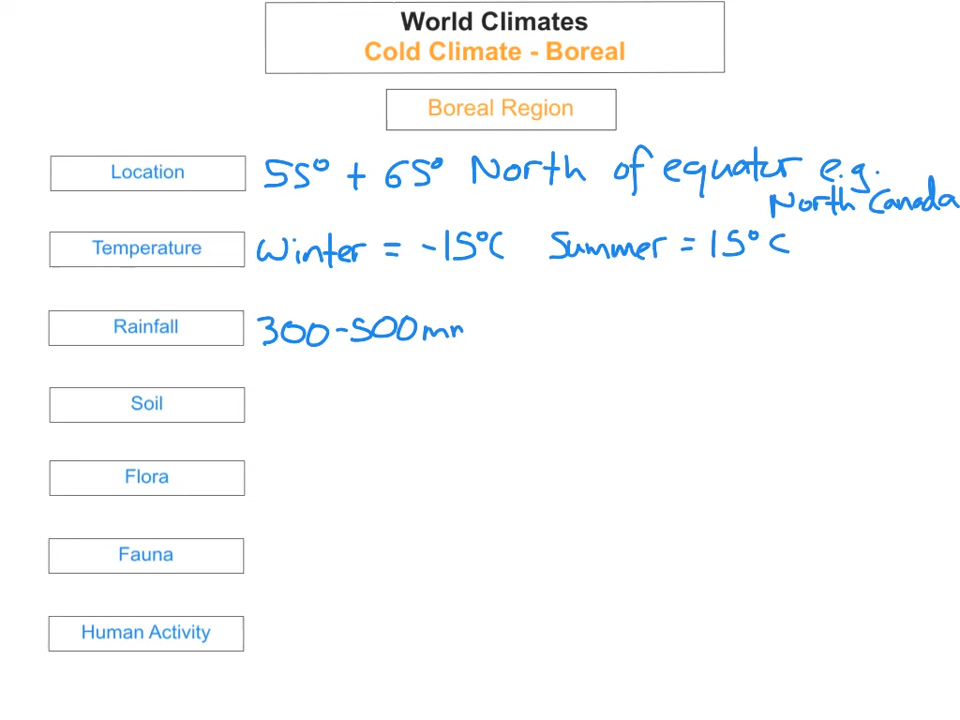 World Climates
Cold Climate - Boreal
Boreal Region
Location 55° + 65° North of equator e.g.
North Canada
Temperature Winter = -15°C Summer = 15°C
Rainfall 300-500mm
Soil
Flora
Fauna
Human Activity